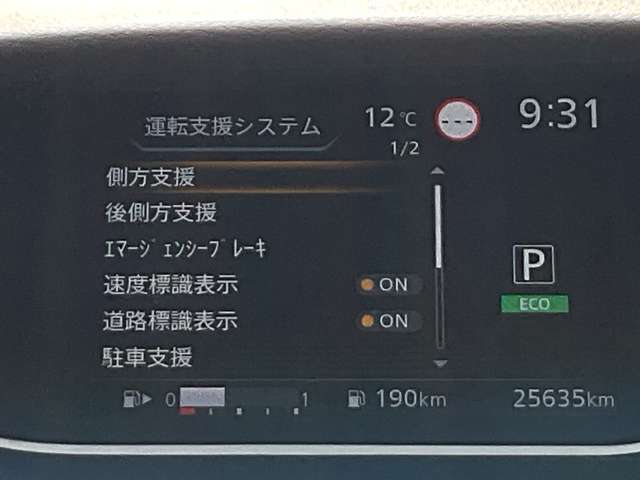 運転支援システム 12℃ --- 9:31
1/2
側方支援
後側方支援
ｴﾏｰｼﾞｪﾝｼｰﾌﾞﾚｰｷ
速度標識表示 ON
P
ECO
道路標識表示 ON
駐車支援
0 1 190km 25635km